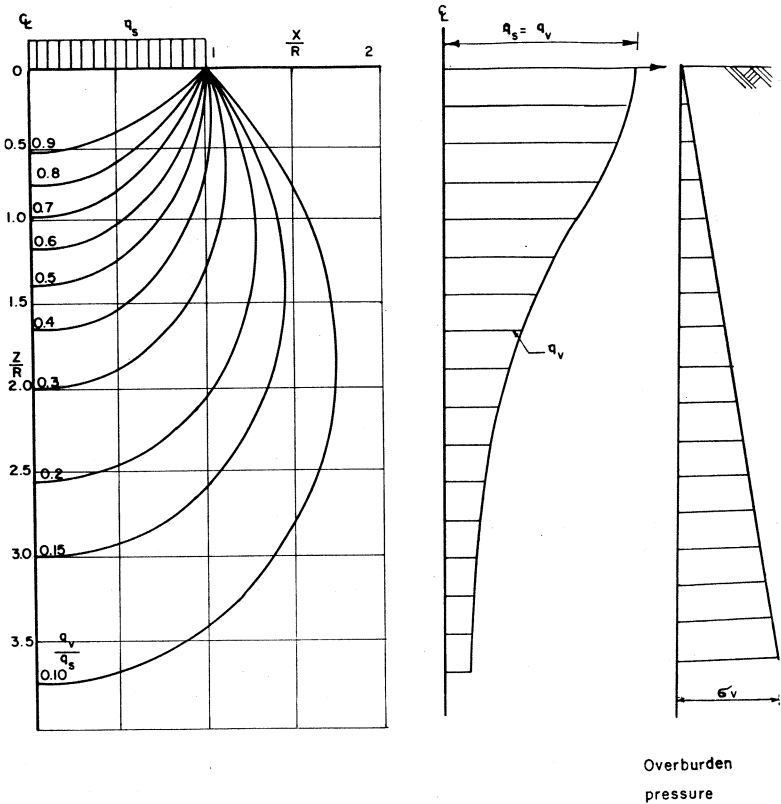 ℄
q_s
1
X/R
2
0
0.5
1.0
1.5
Z/R
2.0
2.5
3.0
3.5
0.9
0.8
0.7
0.6
0.5
0.4
0.3
0.2
0.15
q_v/q_s
0.10
℄
q_s = q_v
q_v
σ_v
Overburden
pressure